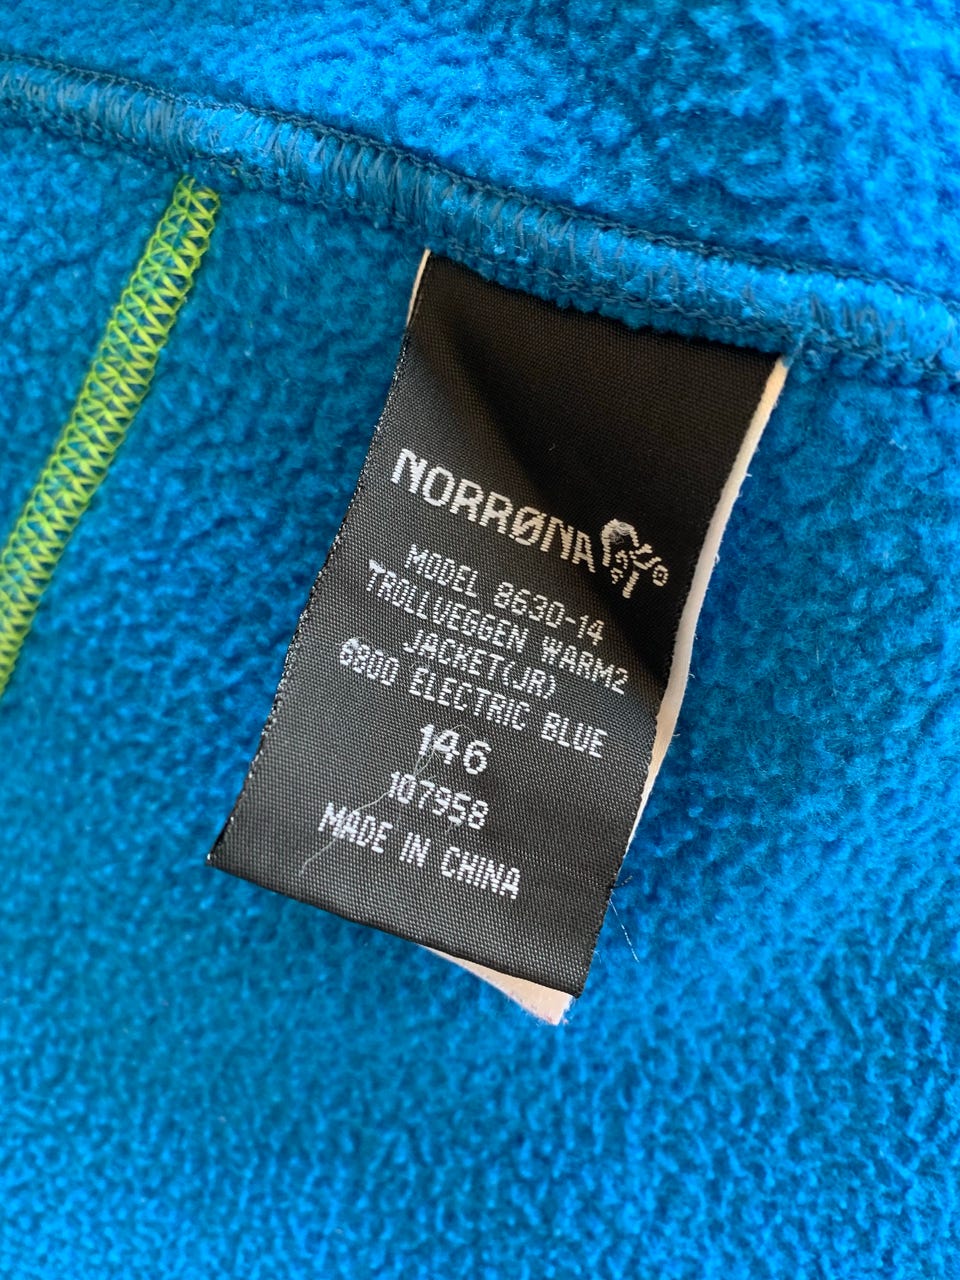 NORRØNA
MODEL 8630-14
TROLLVEGGEN WARM2
JACKET(JR)
6800 ELECTRIC BLUE
146
107958
MADE IN CHINA